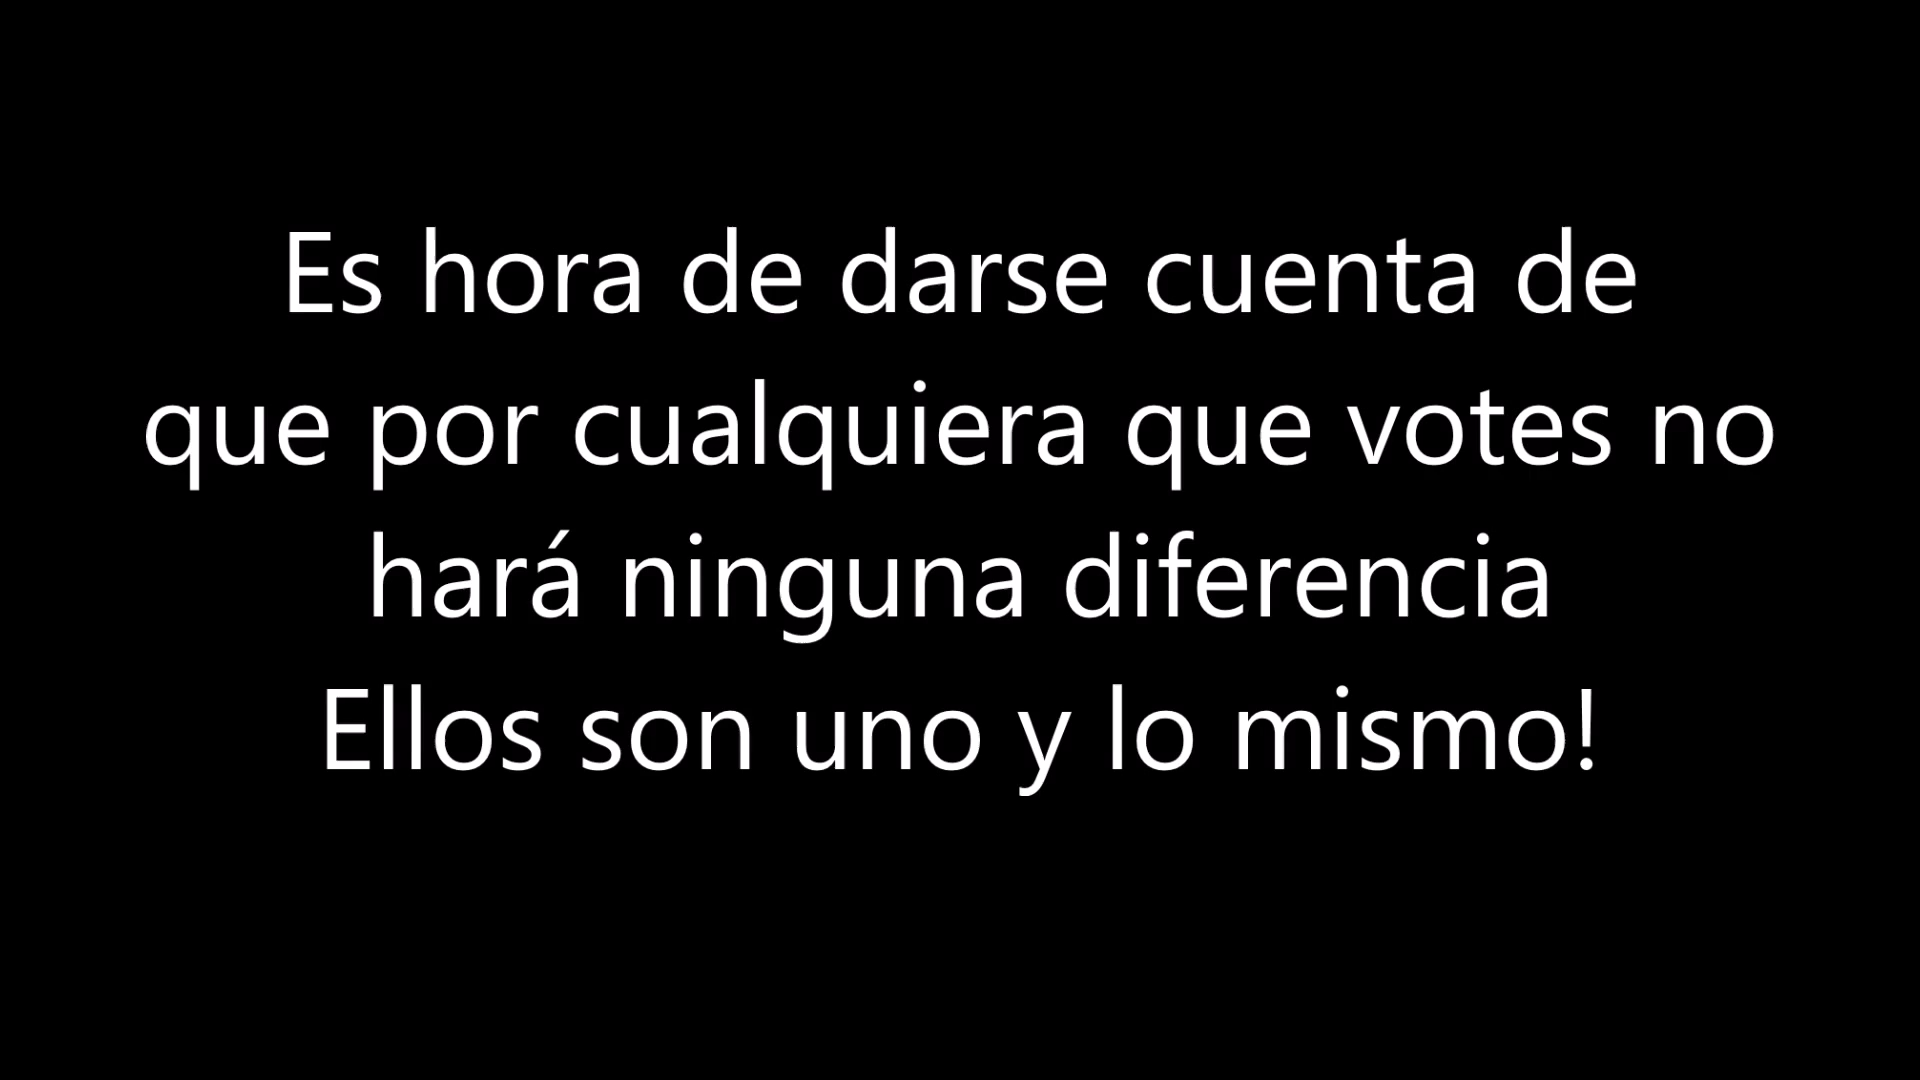 Es hora de darse cuenta de
que por cualquiera que votes no
hará ninguna diferencia
Ellos son uno y lo mismo!